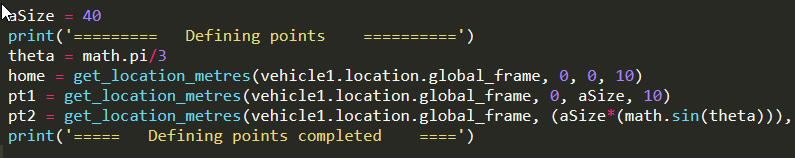 aSize = 40
print('=========   Defining points    ==========')
theta = math.pi/3
home = get_location_metres(vehicle1.location.global_frame, 0, 0, 10)
pt1 = get_location_metres(vehicle1.location.global_frame, 0, aSize, 10)
pt2 = get_location_metres(vehicle1.location.global_frame, (aSize*(math.sin(theta))),
print('=====   Defining points completed    ====')